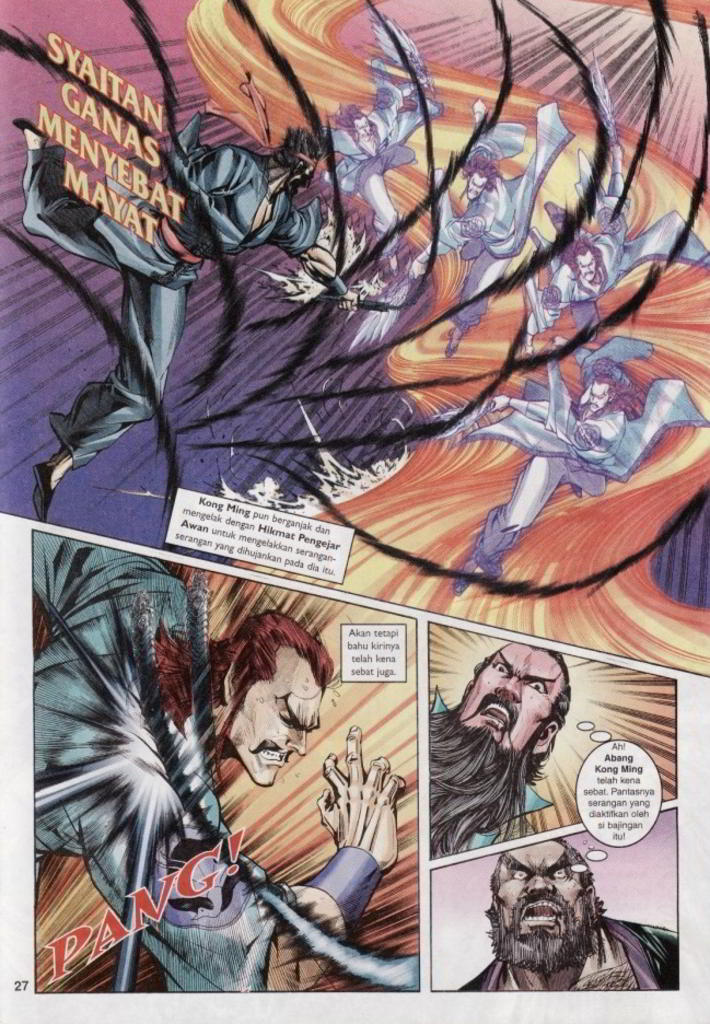 SYAITAN
GANAS
MENYEBAT
MAYAT
Kong Ming pun berganjak dan
mengelak dengan Hikmat Pengejar
Awan untuk mengelakkan serangan-
serangan yang dihujankan pada dia itu.
Akan tetapi
bahu kirinya
telah kena
sebat juga.
PANG!
Ah!
Abang
Kong Ming
telah kena
sebat. Pantasnya
serangan yang
diaktifkan oleh
si bajingan
itu!
27